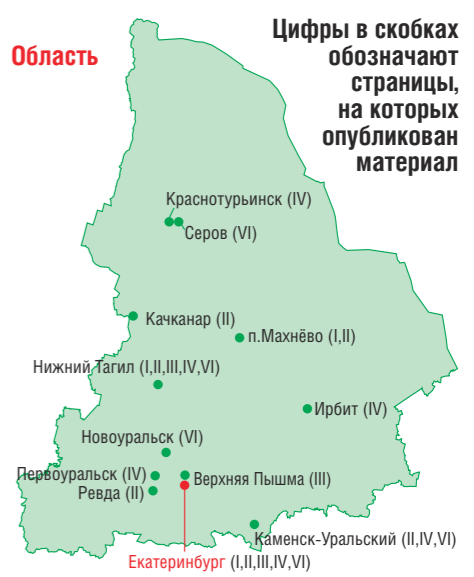 Область
Цифры в скобках
обозначают
страницы,
на которых
опубликован
материал
Краснотурьинск (IV)
Серов (VI)
Качканар (II)
п.Махнёво (I,II)
Нижний Тагил (I,II,III,IV,VI)
Ирбит (IV)
Новоуральск (VI)
Первоуральск (IV)
Верхняя Пышма (III)
Ревда (II)
Каменск-Уральский (II,IV,VI)
Екатеринбург (I,II,III,IV,VI)